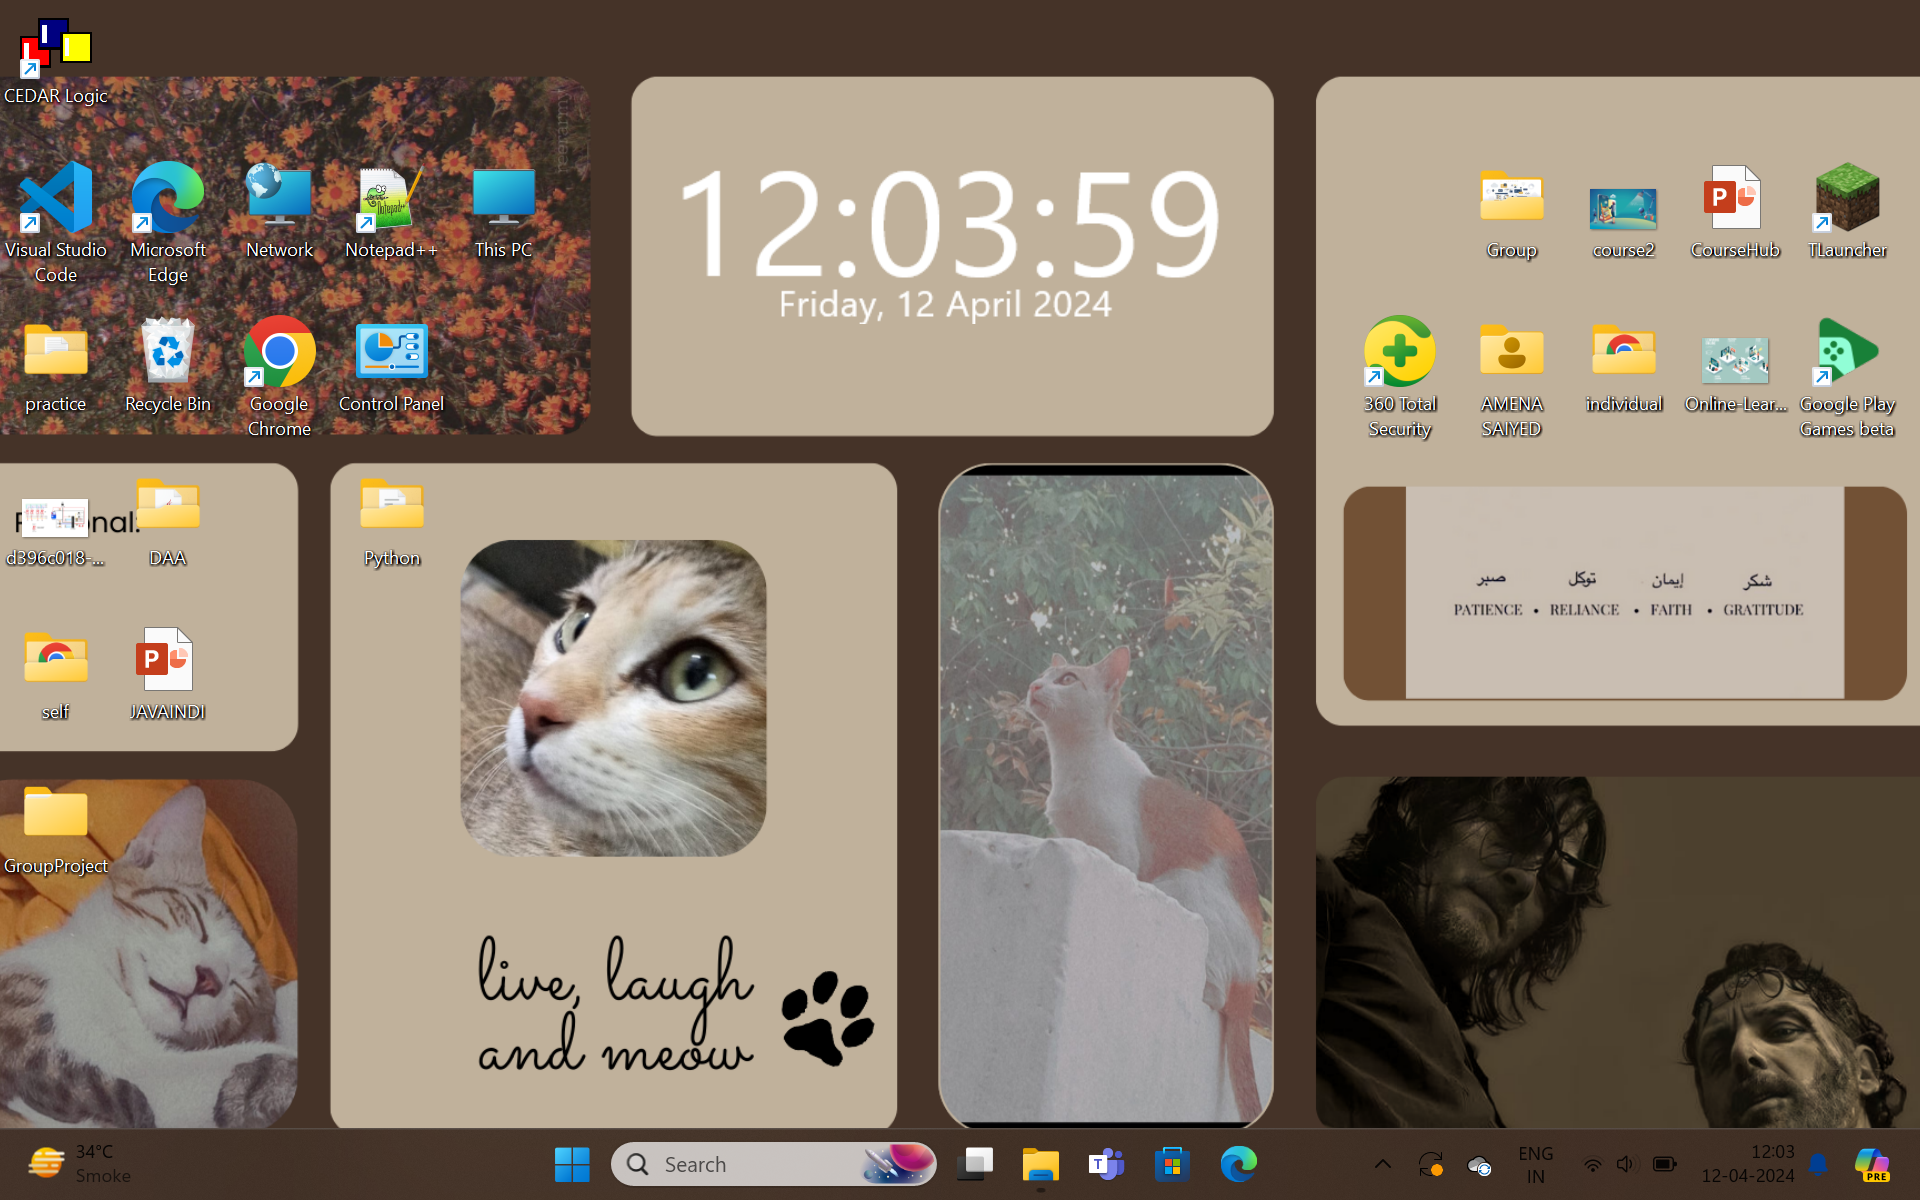 CEDAR Logic
Visual Studio
Code
Microsoft
Edge
Network
Notepad++
This PC
practice
Recycle Bin
Google
Chrome
Control Panel
12:03:59
Friday, 12 April 2024
Group
course2
CourseHub
TLauncher
360 Total
Security
AMENA
SAIYED
individual
Online-Lear...
Google Play
Games beta
d396c018-...
DAA
self
JAVAINDI
GroupProject
Python
live, laugh
and meow
صبر توكل إيمان شكر
PATIENCE • RELIANCE • FAITH • GRATITUDE
34°C
Smoke
Search
ENG
IN
12:03
12-04-2024
PRE